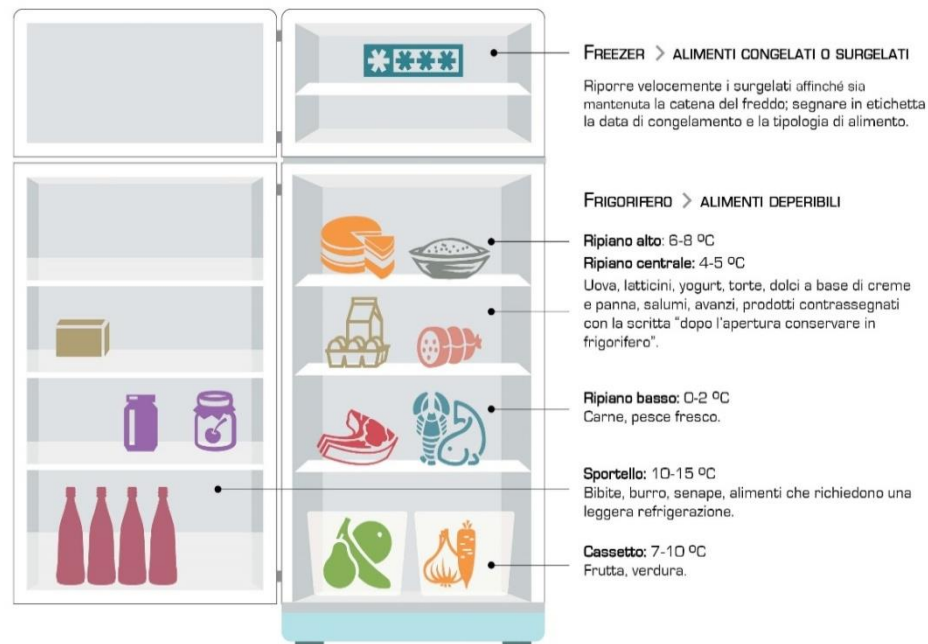 FREEZER > ALIMENTI CONGELATI O SURGELATI
Riporre velocemente i surgelati affinché sia
mantenuta la catena del freddo; segnare in etichetta
la data di congelamento e la tipologia di alimento.
FRIGORIFERO > ALIMENTI DEPERIBILI
Ripiano alto: 6-8 ºC
Ripiano centrale: 4-5 ºC
Uova, latticini, yogurt, torte, dolci a base di creme
e panna, salumi, avanzi, prodotti contrassegnati
con la scritta "dopo l'apertura conservare in
frigorifero".
Ripiano basso: 0-2 ºC
Carne, pesce fresco.
Sportello: 10-15 ºC
Bibite, burro, senape, alimenti che richiedono una
leggera refrigerazione.
Cassetto: 7-10 ºC
Frutta, verdura.